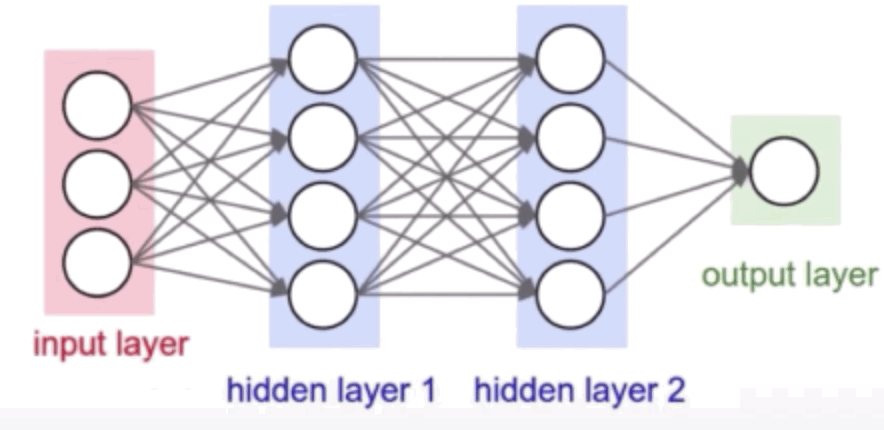 output layer
input layer
hidden layer 1
hidden layer 2